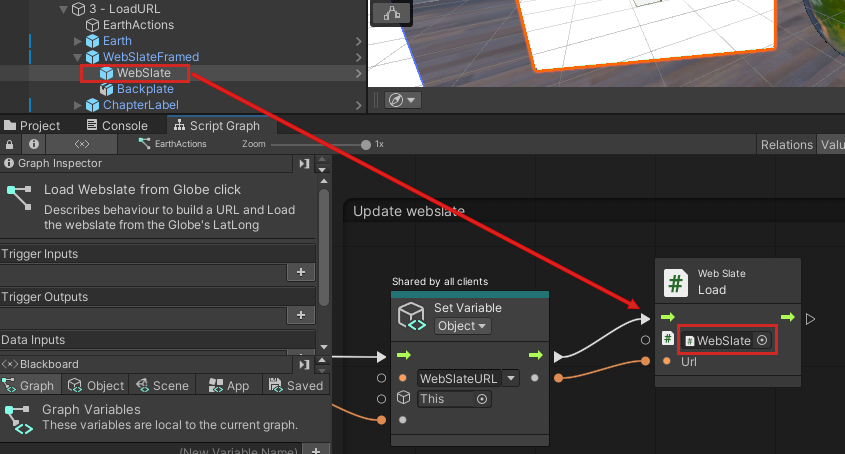 3 - LoadURL
EarthActions
Earth
WebSlateFramed
WebSlate
Backplate
ChapterLabel
Project
Console
Script Graph
EarthActions
Zoom
1x
Relations
Valu
Graph Inspector
Load Webslate from Globe click
Describes behaviour to build a URL and Load
the webslate from the Globe's LatLong
Trigger Inputs
Trigger Outputs
Data Inputs
Blackboard
Graph
Object
Scene
App
Saved
Graph Variables
These variables are local to the current graph.
(New Variable Name)
Update webslate
Shared by all clients
Set Variable
Object
WebSlateURL
This
Web Slate
Load
WebSlate
Url